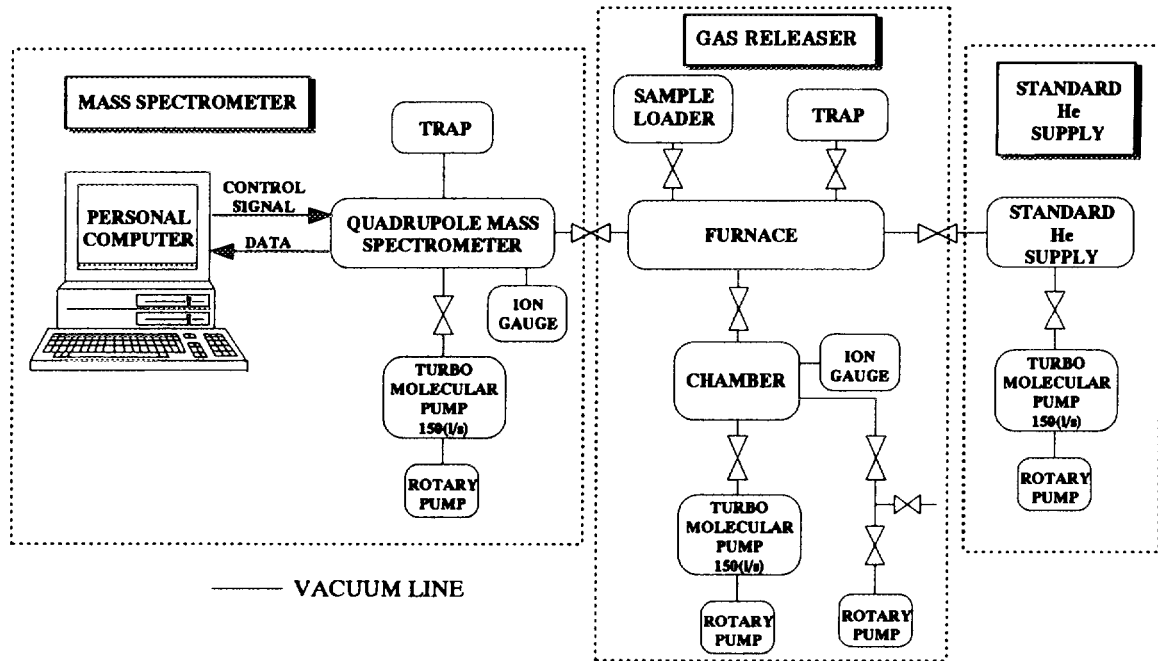 GAS RELEASER
MASS SPECTROMETER
STANDARD
He
SUPPLY
TRAP
SAMPLE
LOADER
TRAP
PERSONAL
COMPUTER
CONTROL
SIGNAL
DATA
QUADRUPOLE MASS
SPECTROMETER
FURNACE
STANDARD
He
SUPPLY
ION
GAUGE
TURBO
MOLECULAR
PUMP
150(l/s)
ROTARY
PUMP
CHAMBER
ION
GAUGE
TURBO
MOLECULAR
PUMP
150(l/s)
ROTARY
PUMP
ROTARY
PUMP
TURBO
MOLECULAR
PUMP
150(l/s)
ROTARY
PUMP
VACUUM LINE